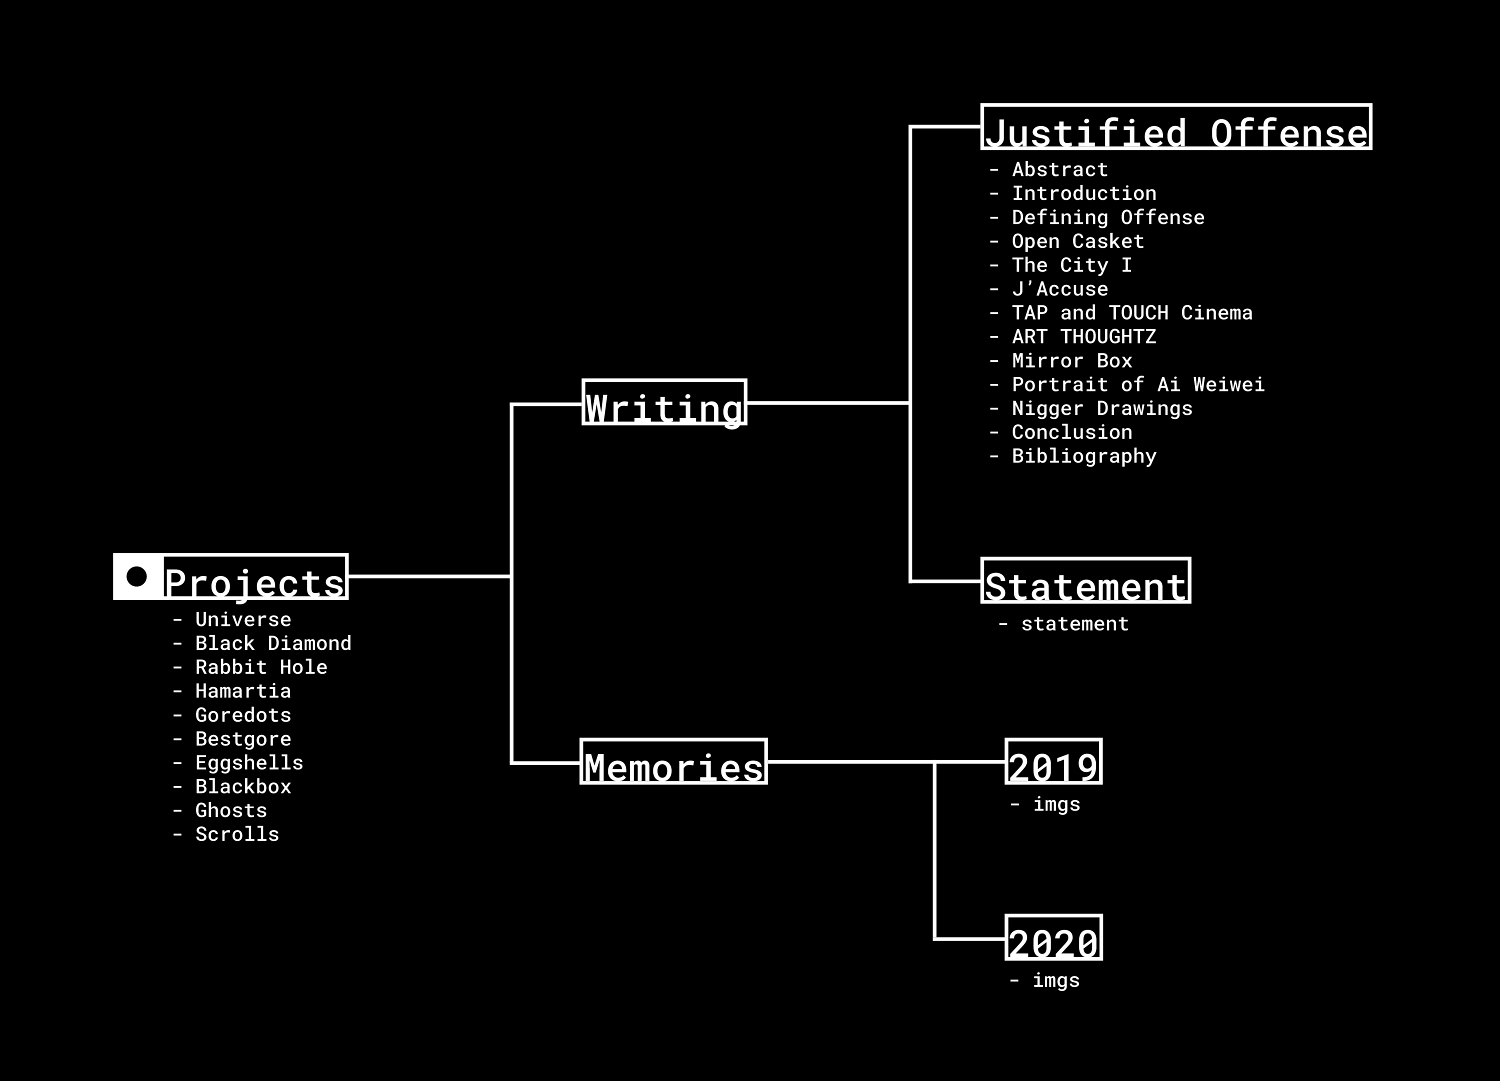 Justified Offense
- Abstract
- Introduction
- Defining Offense
- Open Casket
- The City I
- J'Accuse
- TAP and TOUCH Cinema
- ART THOUGHTZ
- Mirror Box
- Portrait of Ai Weiwei
- Nigger Drawings
- Conclusion
- Bibliography
Writing
Statement
- statement
Projects
- Universe
- Black Diamond
- Rabbit Hole
- Hamartia
- Goredots
- Bestgore
- Eggshells
- Blackbox
- Ghosts
- Scrolls
Memories
2019
- imgs
2020
- imgs